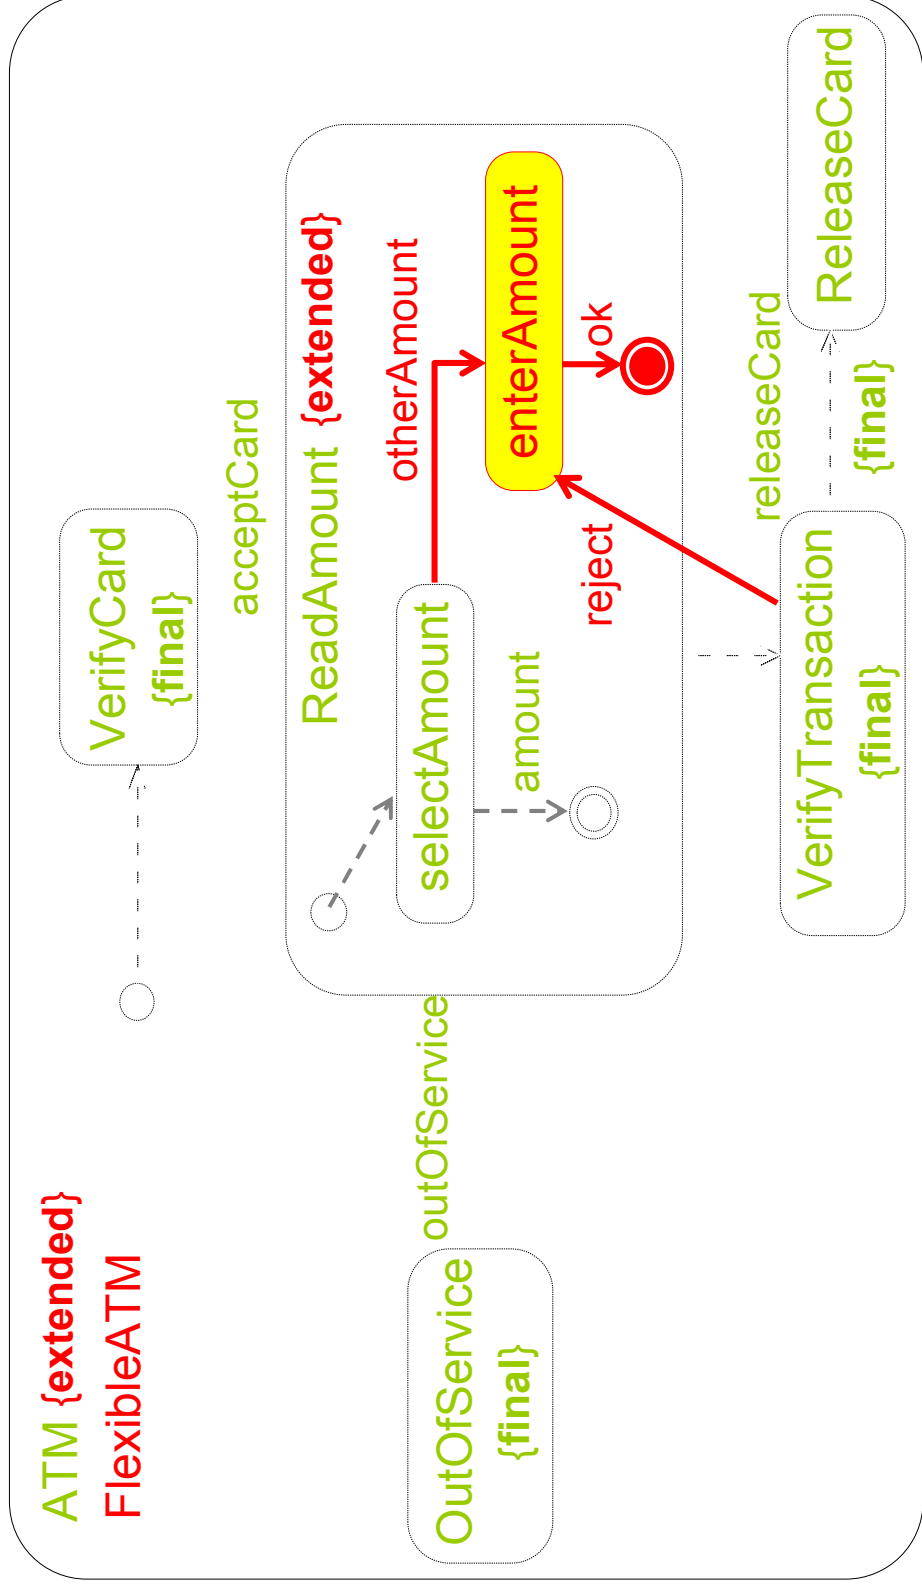 ATM {extended}
FlexibleATM
VerifyCard
{final}
acceptCard
ReadAmount {extended}
otherAmount
selectAmount
enterAmount
amount
ok
reject
outOfService
OutOfService
{final}
releaseCard
VerifyTransaction
{final}
ReleaseCard
{final}